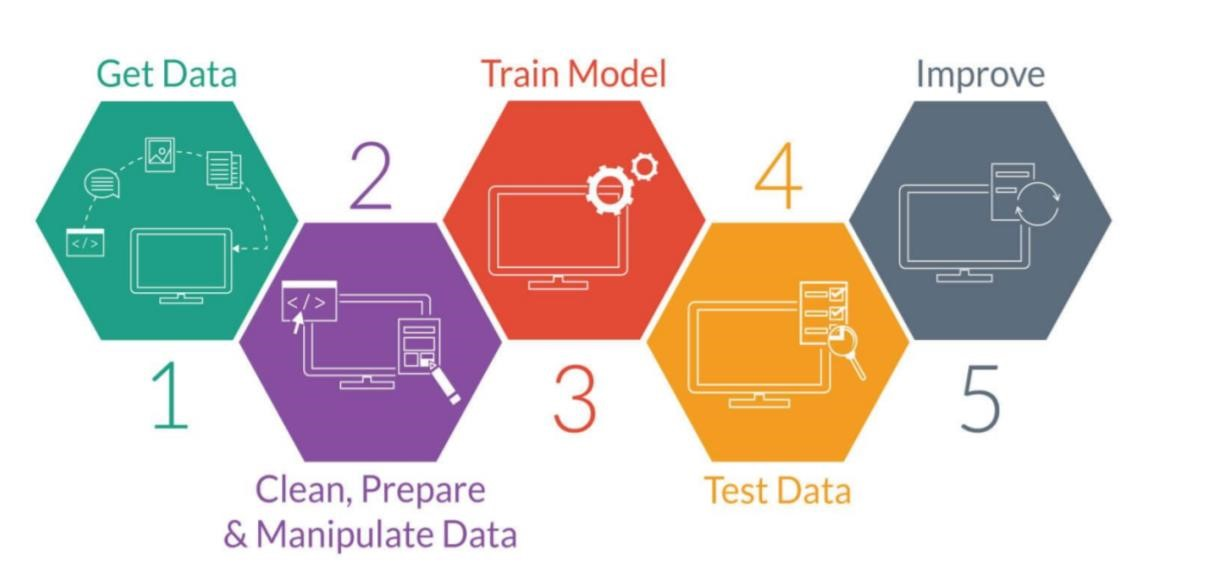 Get Data
1
2
Clean, Prepare
& Manipulate Data
Train Model
3
4
Test Data
Improve
5
</>
</>